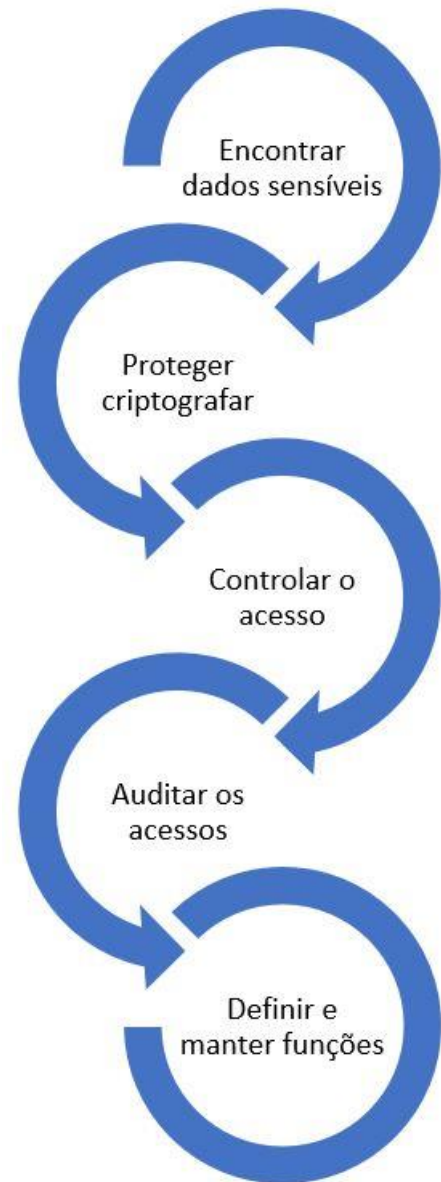 Encontrar
dados sensíveis
Proteger
criptografar
Controlar o
acesso
Auditar os
acessos
Definir e
manter funções